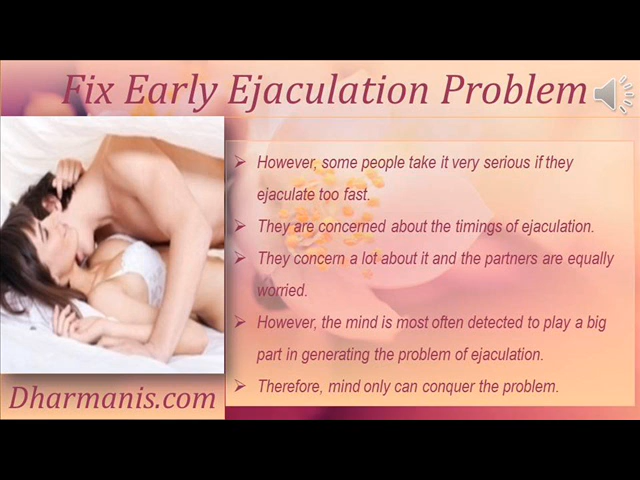 Fix Early Ejaculation Problem
However, some people take it very serious if they
ejaculate too fast.
They are concerned about the timings of ejaculation.
They concern a lot about it and the partners are equally
worried.
However, the mind is most often detected to play a big
part in generating the problem of ejaculation.
Therefore, mind only can conquer the problem.
Dharmanis.com